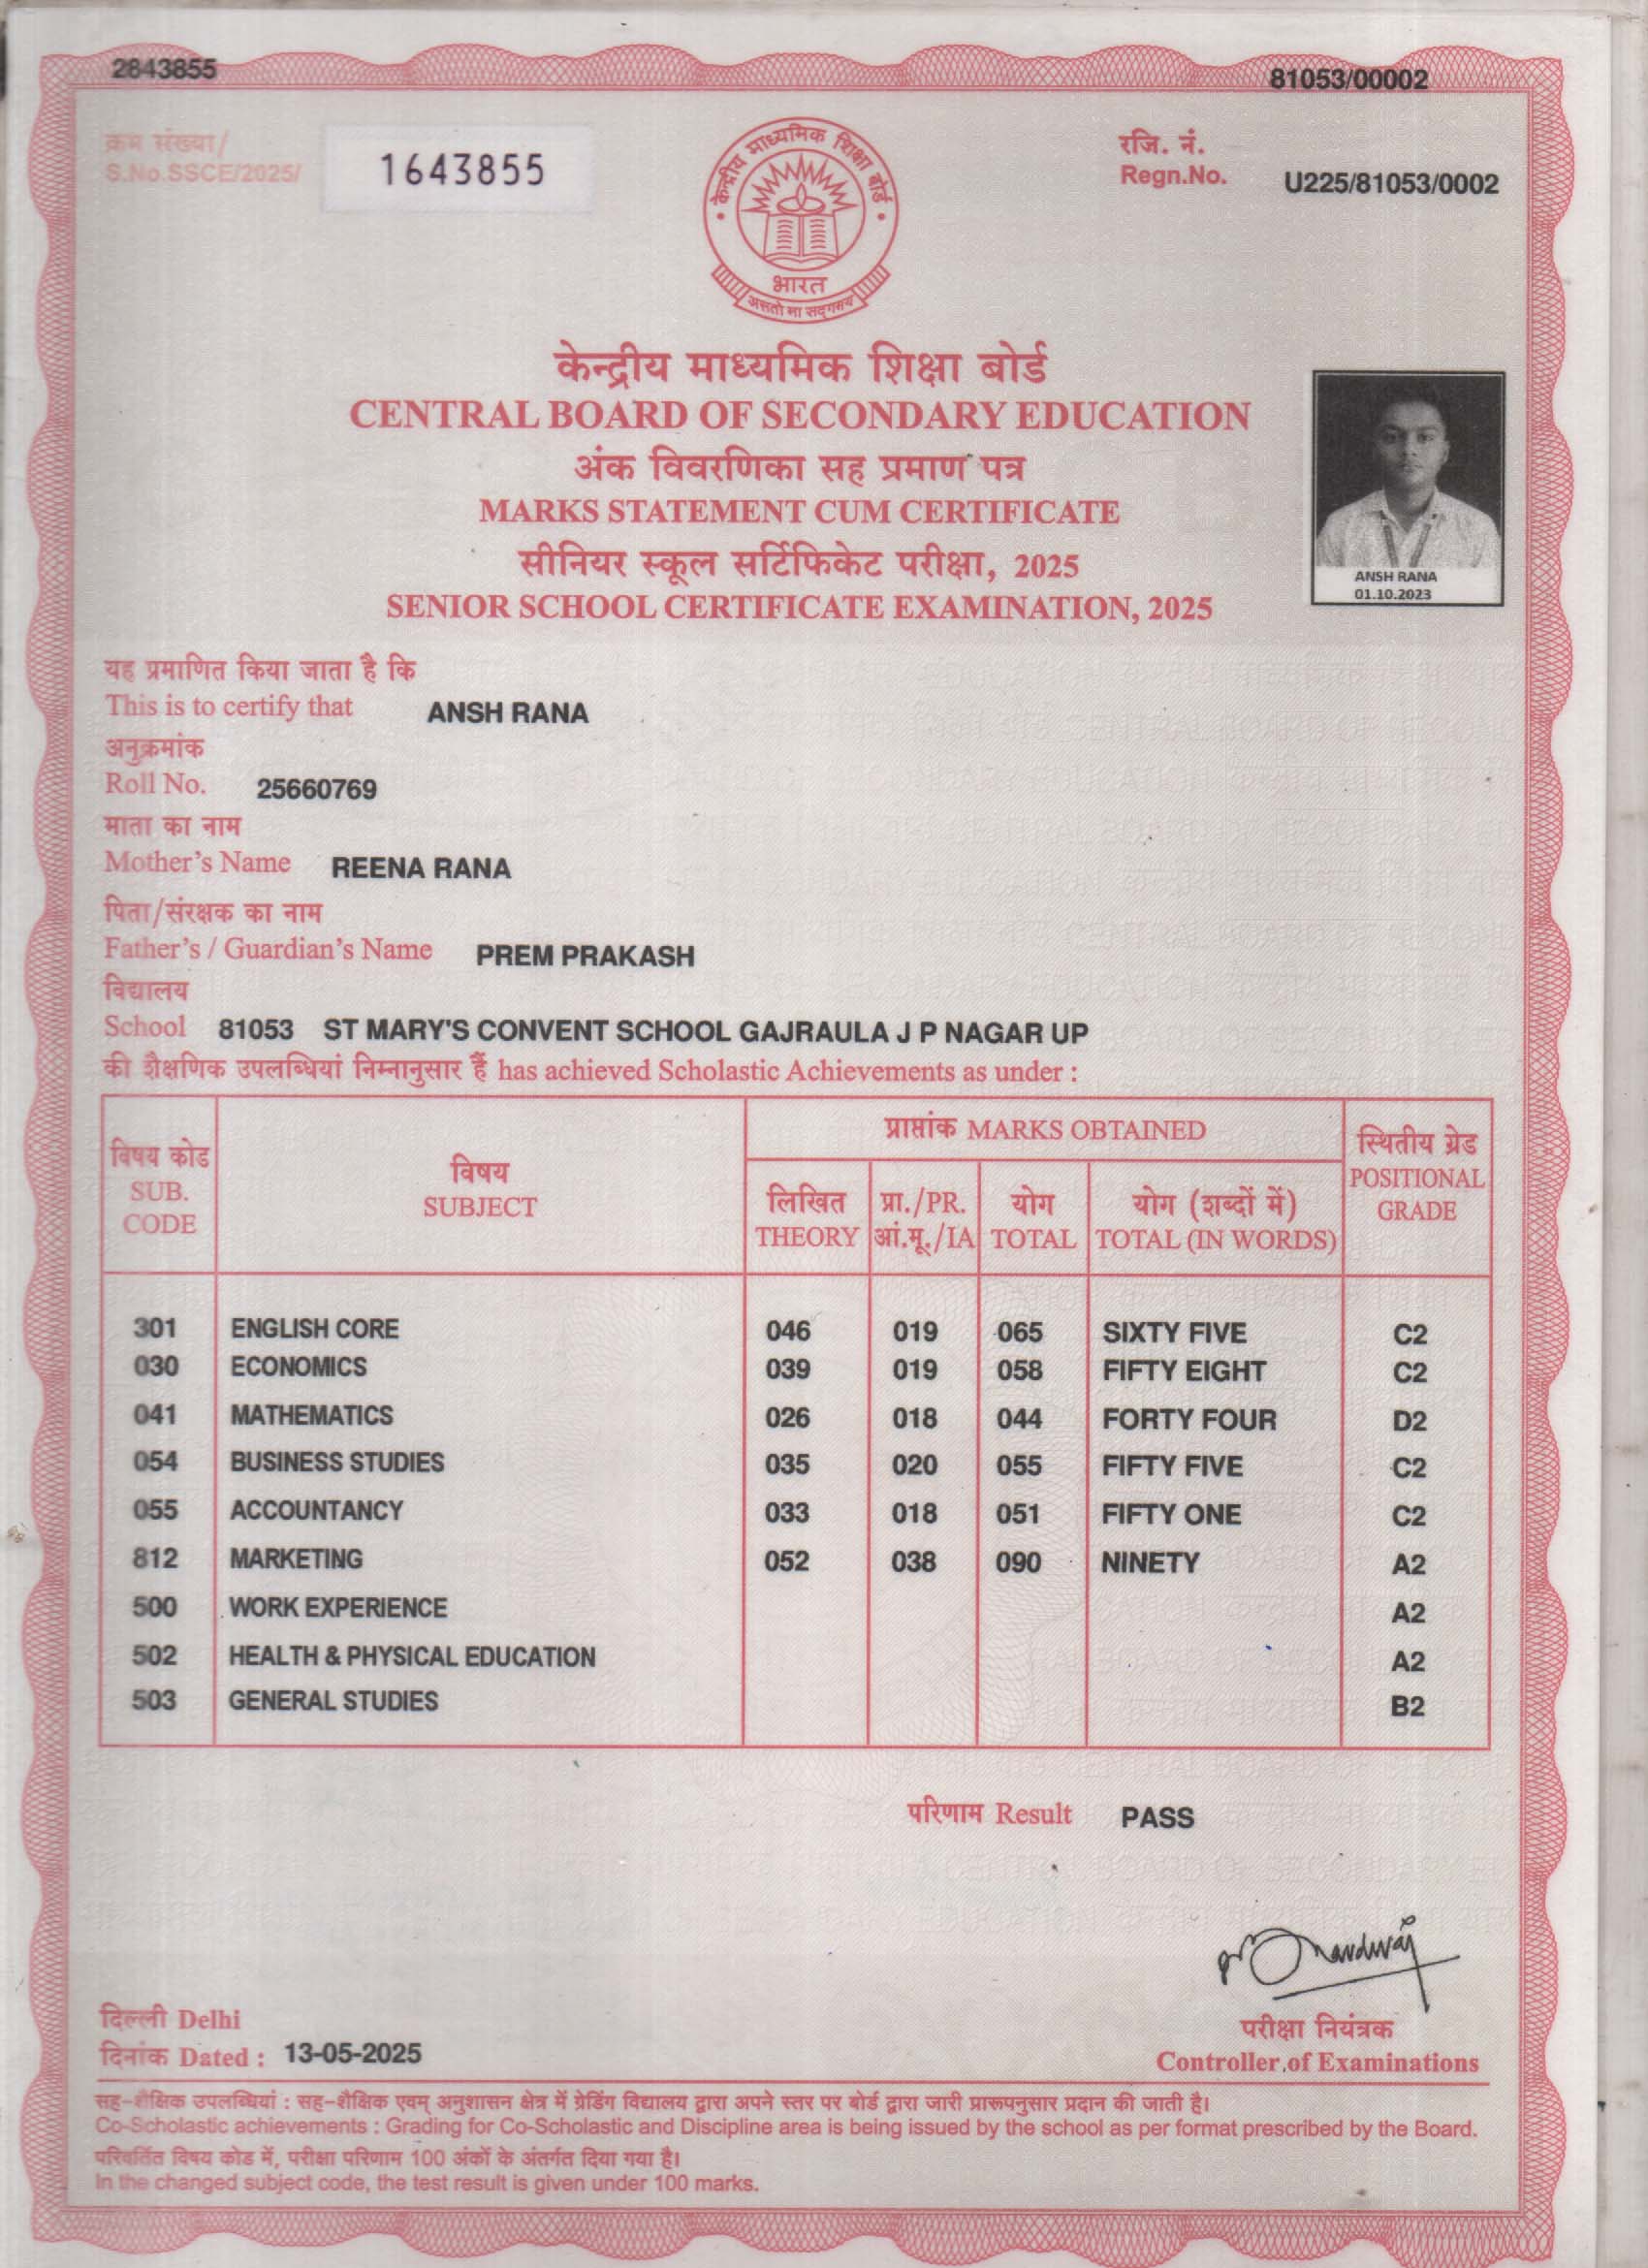 2843855
81053/00002
क्रम संख्या/
S.No.SSCE/2025/
1643855
रजि. नं.
Regn.No. U225/81053/0002
केन्द्रीय माध्यमिक शिक्षा बोर्ड
भारत
असतो मा सद्गमय
केन्द्रीय माध्यमिक शिक्षा बोर्ड
CENTRAL BOARD OF SECONDARY EDUCATION
अंक विवरणिका सह प्रमाण पत्र
MARKS STATEMENT CUM CERTIFICATE
सीनियर स्कूल सर्टिफिकेट परीक्षा, 2025
SENIOR SCHOOL CERTIFICATE EXAMINATION, 2025
ANSH RANA
01.10.2023
यह प्रमाणित किया जाता है कि
This is to certify that ANSH RANA
अनुक्रमांक
Roll No. 25660769
माता का नाम
Mother's Name REENA RANA
पिता/संरक्षक का नाम
Father's / Guardian's Name PREM PRAKASH
विद्यालय
School 81053 ST MARY'S CONVENT SCHOOL GAJRAULA J P NAGAR UP
की शैक्षणिक उपलब्धियां निम्नानुसार हैं has achieved Scholastic Achievements as under :
विषय कोड
SUB.
CODE
विषय
SUBJECT
प्राप्तांक MARKS OBTAINED
लिखित
THEORY
प्रा./PR.
आं.मू./IA
योग
TOTAL
योग (शब्दों में)
TOTAL (IN WORDS)
स्थितीय ग्रेड
POSITIONAL
GRADE
301 ENGLISH CORE 046 019 065 SIXTY FIVE C2
030 ECONOMICS 039 019 058 FIFTY EIGHT C2
041 MATHEMATICS 026 018 044 FORTY FOUR D2
054 BUSINESS STUDIES 035 020 055 FIFTY FIVE C2
055 ACCOUNTANCY 033 018 051 FIFTY ONE C2
812 MARKETING 052 038 090 NINETY A2
500 WORK EXPERIENCE A2
502 HEALTH & PHYSICAL EDUCATION A2
503 GENERAL STUDIES B2
परिणाम Result PASS
दिल्ली Delhi
दिनांक Dated : 13-05-2025
परीक्षा नियंत्रक
Controller of Examinations
सह-शैक्षिक उपलब्धियां : सह-शैक्षिक एवम् अनुशासन क्षेत्र में ग्रेडिंग विद्यालय द्वारा अपने स्तर पर बोर्ड द्वारा जारी प्रारूपनुसार प्रदान की जाती है।
Co-Scholastic achievements : Grading for Co-Scholastic and Discipline area is being issued by the school as per format prescribed by the Board.
परिवर्तित विषय कोड में, परीक्षा परिणाम 100 अंकों के अंतर्गत दिया गया है।
In the changed subject code, the test result is given under 100 marks.